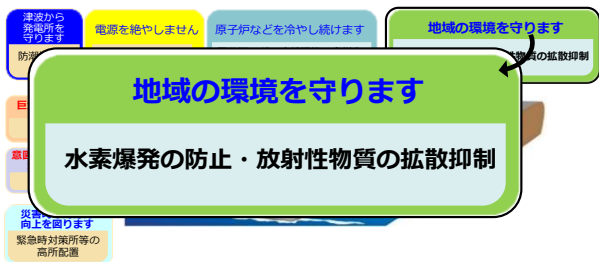 津波から
発電所を
守ります
防潮
電源を絶やしません
原子炉などを冷やし続けます
地域の環境を守ります
物質の拡散抑制
地域の環境を守ります
水素爆発の防止・放射性物質の拡散抑制
災害
向上を図ります
緊急時対策所等の
高所配置